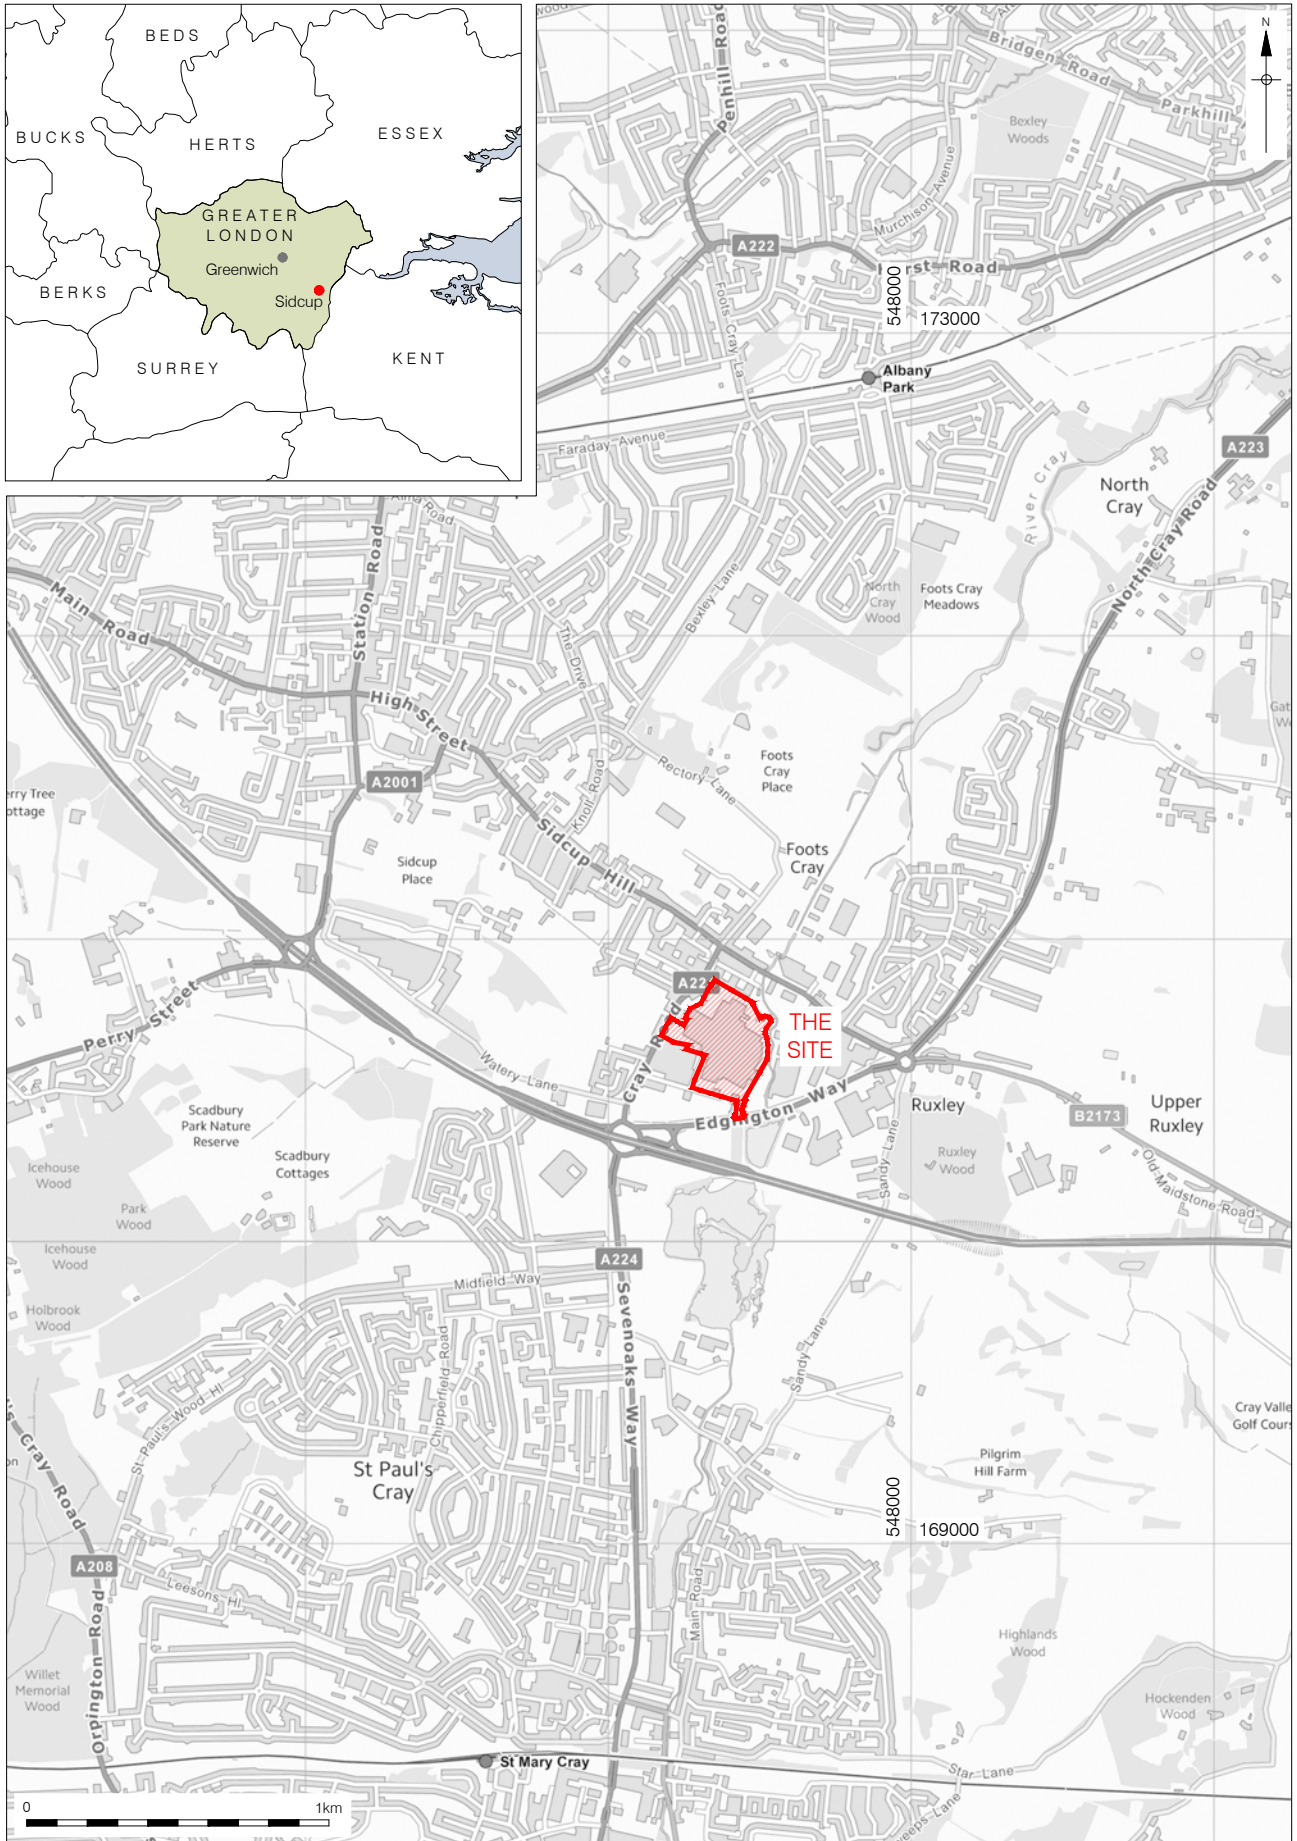 BEDS
BUCKS
HERTS
ESSEX
GREATER
LONDON
Greenwich
Sidcup
BERKS
SURREY
KENT
N
Penhill Road
Bridgen Road
Parkhill
Bexley
Woods
Murchison Avenue
A222
Hurst Road
548000
173000
Foots Cray La
Albany
Park
Faraday Avenue
A223
River Cray
North
Cray
North Cray Road
Alma Road
Station Road
Main Road
Bexley Lane
North
Cray
Wood
Foots Cray
Meadows
The Drive
High Street
A2001
Rectory Lane
Foots
Cray
Place
Knoll Road
Sidcup Hill
Foots
Cray
Sidcup
Place
Perry Street
Cray Road
THE
SITE
Watery Lane
Edgington Way
Ruxley
B2173
Upper
Ruxley
Scadbury
Park Nature
Reserve
Scadbury
Cottages
Icehouse
Wood
Park
Wood
Icehouse
Wood
Holbrook
Wood
Ruxley
Wood
Sandy Lane
Old Maidstone Road
A224
Midfield Way
Sevenoaks Way
Sandy Lane
Chipperfield Road
St Paul's Wood Hl
Cray Road
St Paul's
Cray
Pilgrim
Hill Farm
548000
169000
A208
Leesons Hl
Orpington Road
Main Road
Highlands
Wood
Willet
Memorial
Wood
Hockenden
Wood
St Mary Cray
Star Lane
0
1km